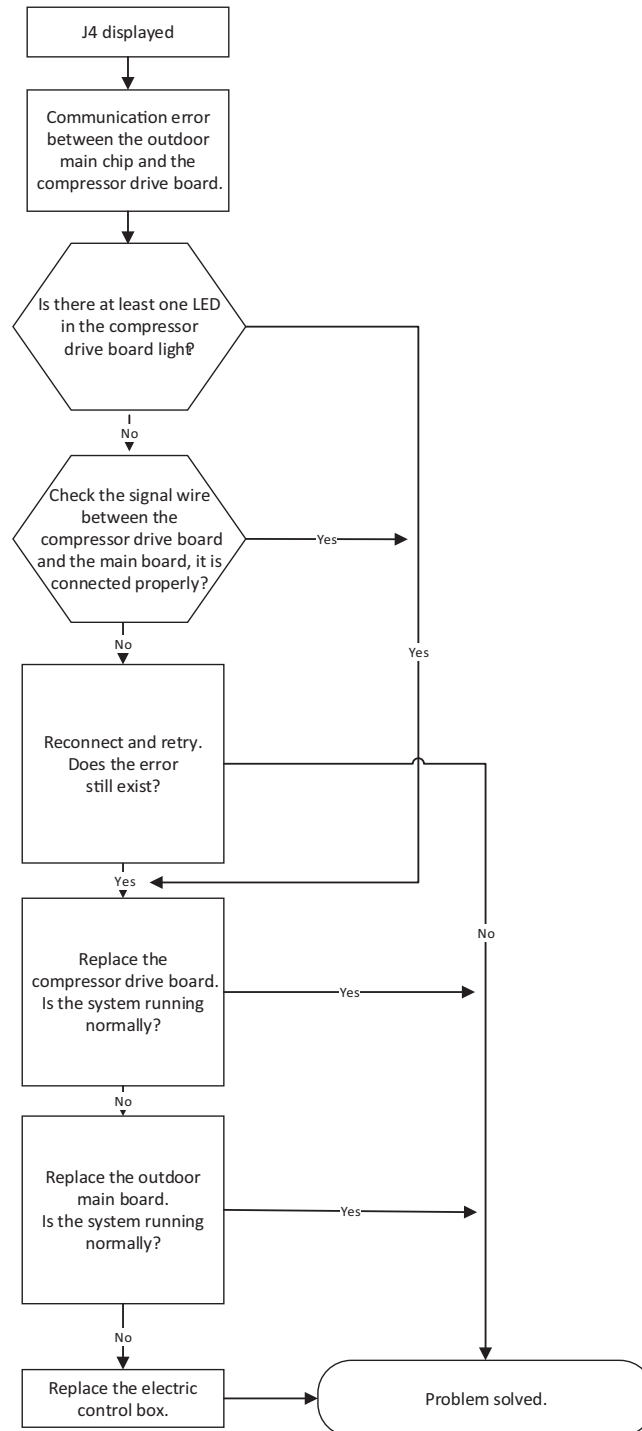 J4 displayed
Communication error
between the outdoor
main chip and the
compressor drive board.
Is there at least one LED
in the compressor
drive board light?
No
Check the signal wire
between the
compressor drive board
and the main board, it is
connected properly?
Yes
No
Yes
Reconnect and retry.
Does the error
still exist?
Yes
No
Replace the
compressor drive board.
Is the system running
normally?
Yes
No
Replace the outdoor
main board.
Is the system running
normally?
Yes
No
Replace the electric
control box.
Problem solved.